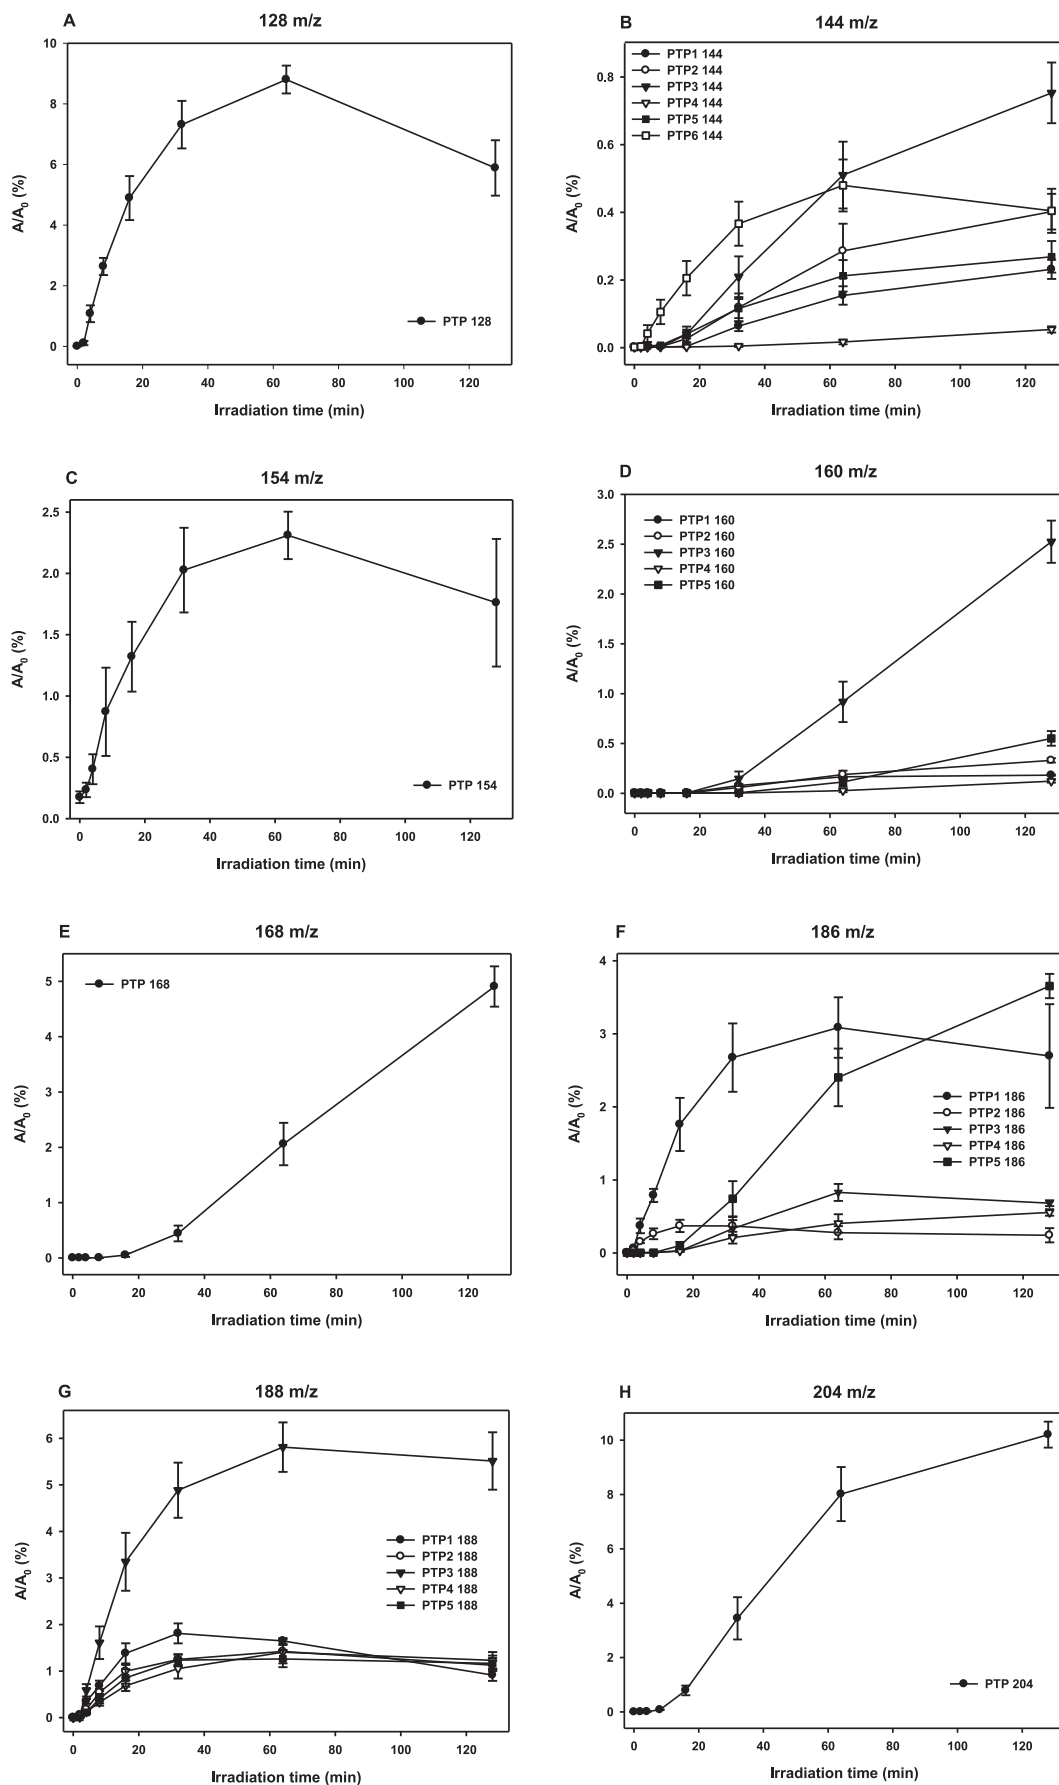 A
128 m/z
10
8
6
4
2
0
A/A0 (%)
PTP 128
0 20 40 60 80 100 120
Irradiation time (min)
B
144 m/z
PTP1 144
PTP2 144
PTP3 144
PTP4 144
PTP5 144
PTP6 144
0.8
0.6
0.4
0.2
0.0
A/A0 (%)
0 20 40 60 80 100 120
Irradiation time (min)
C
154 m/z
2.5
2.0
1.5
1.0
0.5
0.0
A/A0 (%)
PTP 154
0 20 40 60 80 100 120
Irradiation time (min)
D
160 m/z
3.0
2.5
2.0
1.5
1.0
0.5
0.0
A/A0 (%)
PTP1 160
PTP2 160
PTP3 160
PTP4 160
PTP5 160
0 20 40 60 80 100 120
Irradiation time (min)
E
168 m/z
5
4
3
2
1
0
A/A0 (%)
PTP 168
0 20 40 60 80 100 120
Irradiation time (min)
F
186 m/z
4
3
2
1
0
A/A0 (%)
PTP1 186
PTP2 186
PTP3 186
PTP4 186
PTP5 186
0 20 40 60 80 100 120
Irradiation time (min)
G
188 m/z
6
5
4
3
2
1
0
A/A0 (%)
PTP1 188
PTP2 188
PTP3 188
PTP4 188
PTP5 188
0 20 40 60 80 100 120
Irradiation time (min)
H
204 m/z
10
8
6
4
2
0
A/A0 (%)
PTP 204
0 20 40 60 80 100 120
Irradiation time (min)